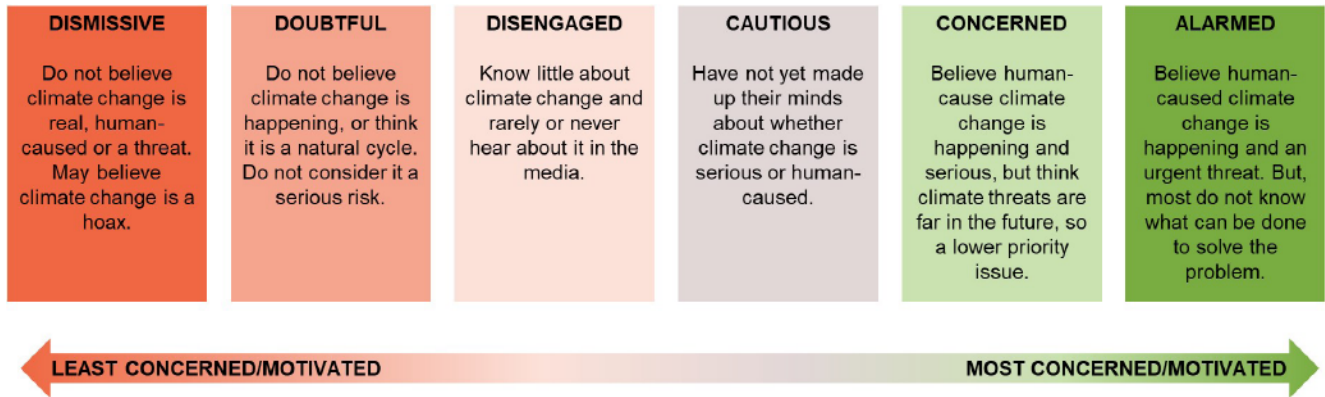 DISMISSIVE
Do not believe
climate change is
real, human-
caused or a threat.
May believe
climate change is a
hoax.
DOUBTFUL
Do not believe
climate change is
happening, or think
it is a natural cycle.
Do not consider it a
serious risk.
DISENGAGED
Know little about
climate change and
rarely or never
hear about it in the
media.
CAUTIOUS
Have not yet made
up their minds
about whether
climate change is
serious or human-
caused.
CONCERNED
Believe human-
cause climate
change is
happening and
serious, but think
climate threats are
far in the future, so
a lower priority
issue.
ALARMED
Believe human-
caused climate
change is
happening and an
urgent threat. But,
most do not know
what can be done
to solve the
problem.
LEAST CONCERNED/MOTIVATED
MOST CONCERNED/MOTIVATED